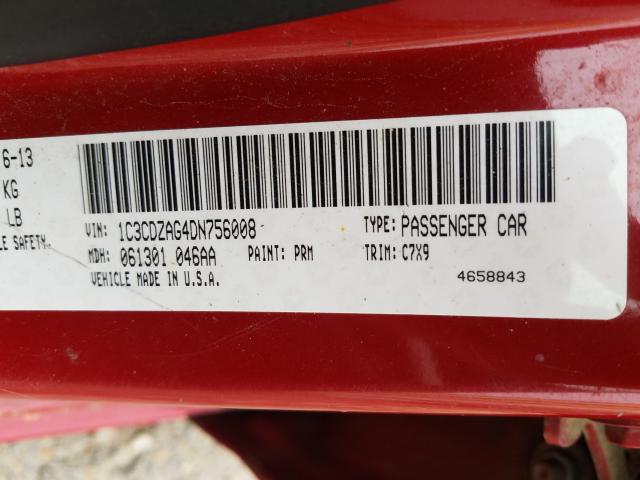 6-13
KG
LB
LE SAFETY.
VIN: 1C3CDZAG4DN756008 TYPE: PASSENGER CAR
MDH: 061301 046AA PAINT: PRM TRIM: C7X9
VEHICLE MADE IN U.S.A. 4658843